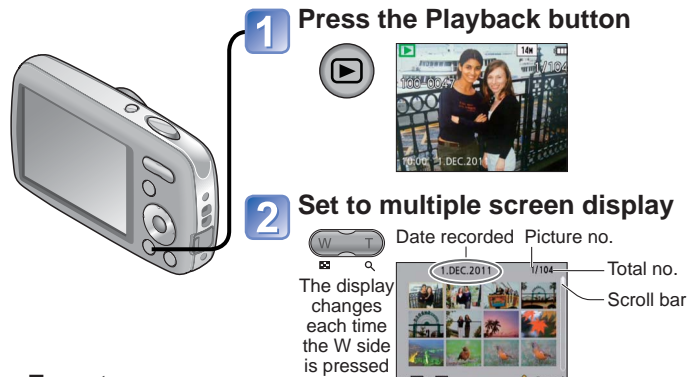 1 Press the Playback button
14M
1/104
100-0047
10:00 1.DEC.2011
2 Set to multiple screen display
W T
Date recorded Picture no.
1.DEC.2011 1/104
Total no.
Scroll bar
The display
changes
each time
the W side
is pressed